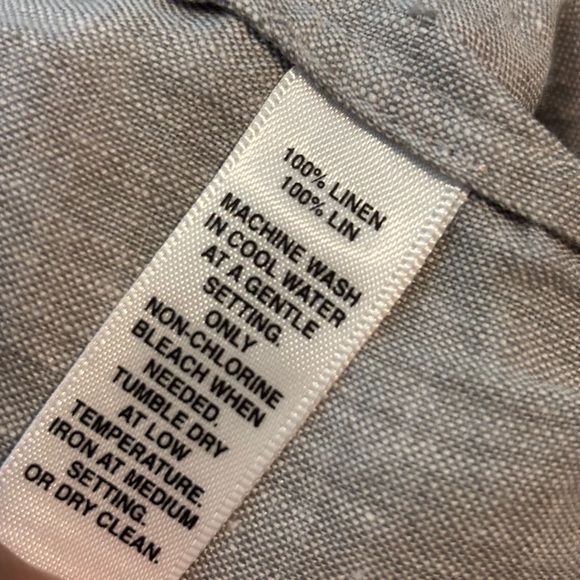 100% LINEN
100% LIN
MACHINE WASH
IN COOL WATER
AT A GENTLE
SETTING.
ONLY
NON-CHLORINE
BLEACH WHEN
NEEDED.
TUMBLE DRY
AT LOW
TEMPERATURE.
IRON AT MEDIUM
SETTING.
OR DRY CLEAN.